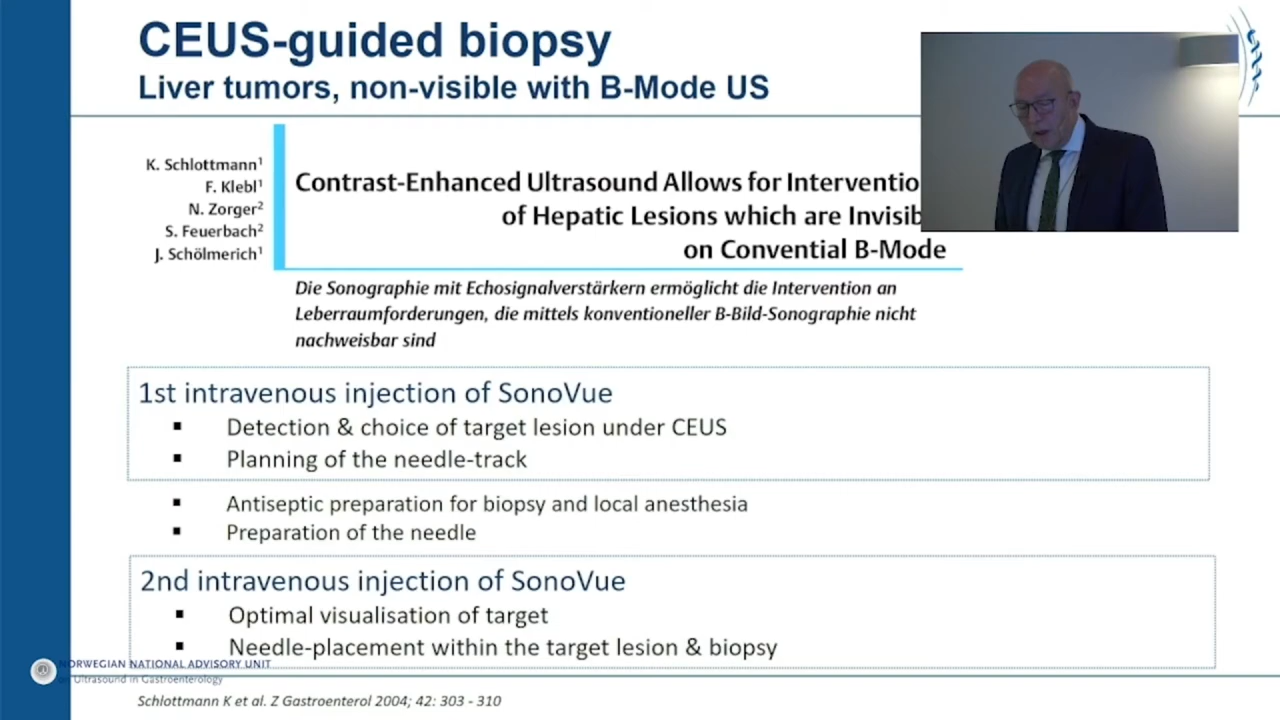 CEUS-guided biopsy
Liver tumors, non-visible with B-Mode US
K. Schlottmann¹
F. Klebl¹
N. Zorger²
S. Feuerbach²
J. Schölmerich¹
Contrast-Enhanced Ultrasound Allows for
of Hepatic Lesions which are
on Convential B-Mode
Die Sonographie mit Echosignalverstärkern ermöglicht die Intervention an
Leberraumforderungen, die mittels konventioneller B-Bild-Sonographie nicht
nachweisbar sind
1st intravenous injection of SonoVue
▪ Detection & choice of target lesion under CEUS
▪ Planning of the needle-track
▪ Antiseptic preparation for biopsy and local anesthesia
▪ Preparation of the needle
2nd intravenous injection of SonoVue
▪ Optimal visualisation of target
▪ Needle-placement within the target lesion & biopsy
NORWEGIAN NATIONAL ADVISORY UNIT
on Ultrasound in Gastroenterology
Schlottmann K et al. Z Gastroenterol 2004; 42: 303 - 310